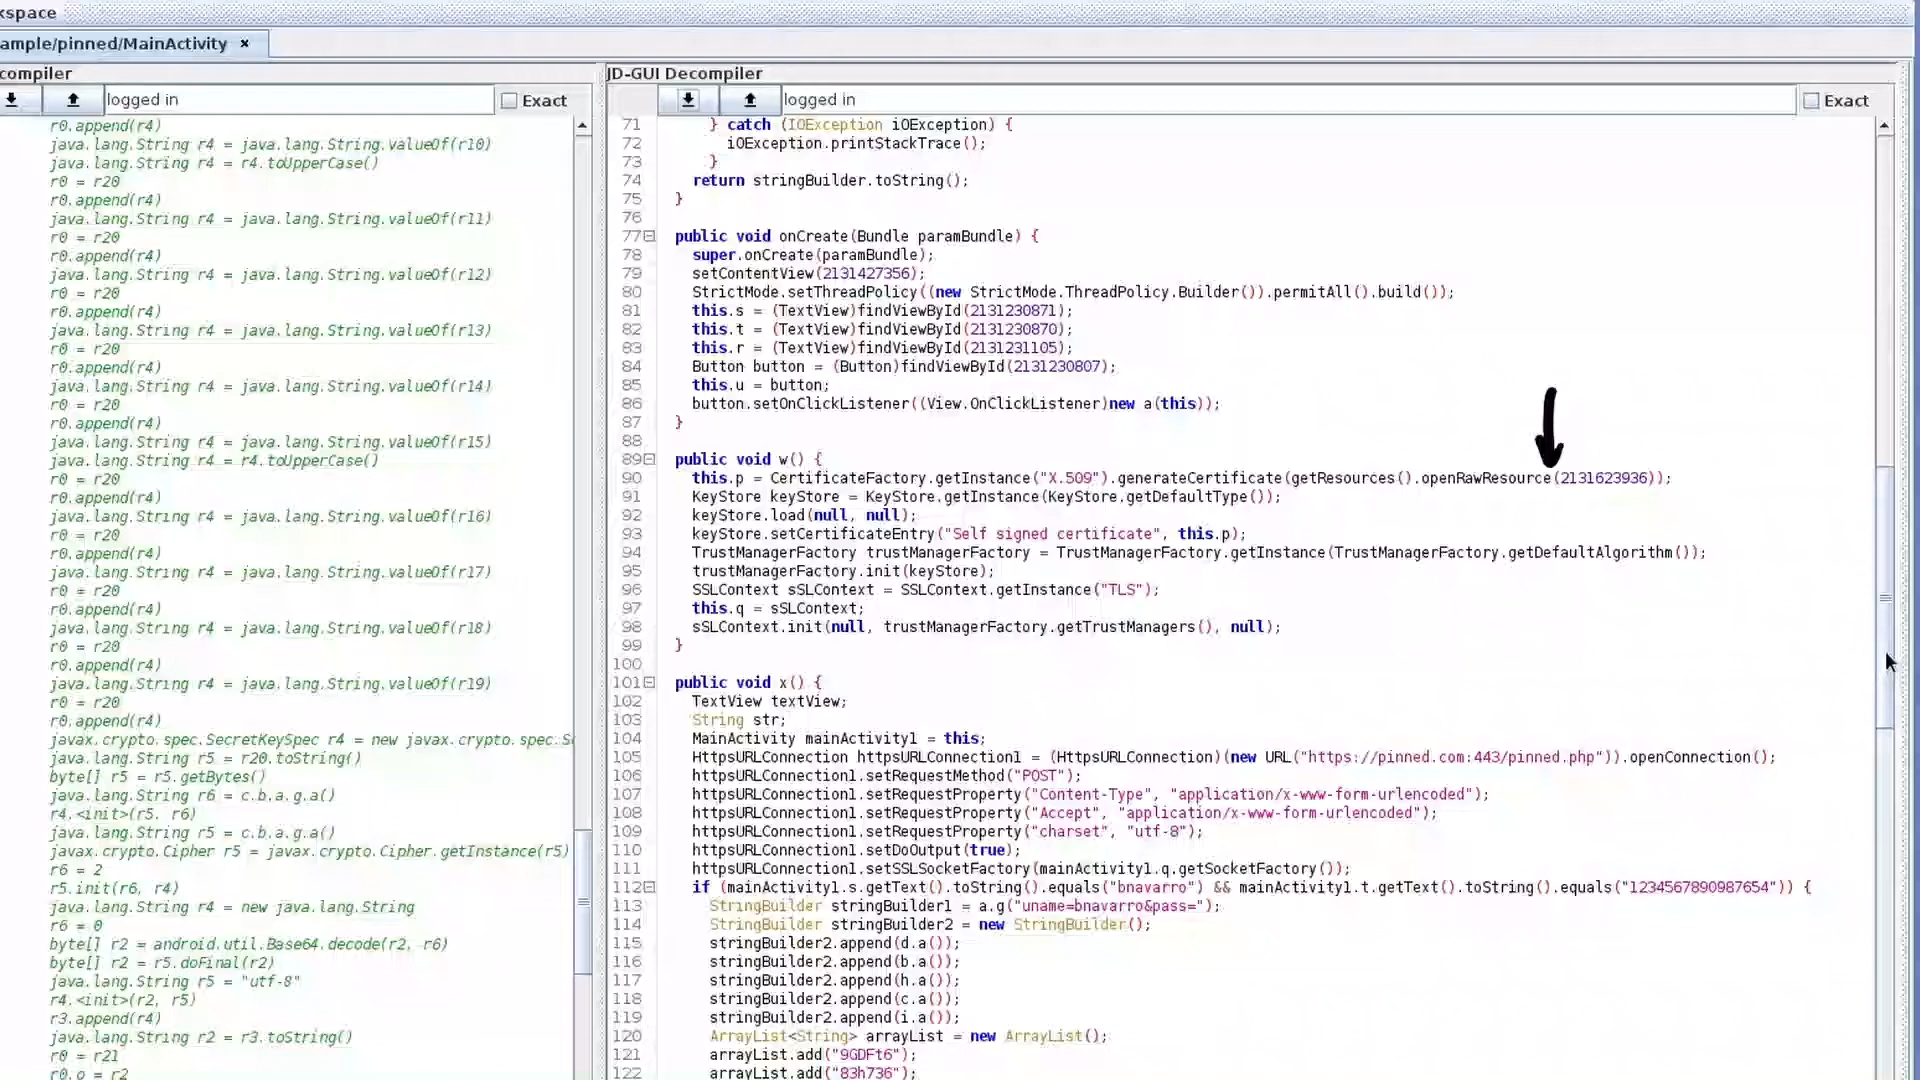 kspace
ample/pinned/MainActivity ×
compiler
logged in
Exact
r0.append(r4)
java.lang.String r4 = java.lang.String.valueOf(r10)
java.lang.String r4 = r4.toUpperCase()
r0 = r20
r0.append(r4)
java.lang.String r4 = java.lang.String.valueOf(r11)
r0 = r20
r0.append(r4)
java.lang.String r4 = java.lang.String.valueOf(r12)
r0 = r20
r0.append(r4)
java.lang.String r4 = java.lang.String.valueOf(r13)
r0 = r20
r0.append(r4)
java.lang.String r4 = java.lang.String.valueOf(r14)
r0 = r20
r0.append(r4)
java.lang.String r4 = java.lang.String.valueOf(r15)
java.lang.String r4 = r4.toUpperCase()
r0 = r20
r0.append(r4)
java.lang.String r4 = java.lang.String.valueOf(r16)
r0 = r20
r0.append(r4)
java.lang.String r4 = java.lang.String.valueOf(r17)
r0 = r20
r0.append(r4)
java.lang.String r4 = java.lang.String.valueOf(r18)
r0 = r20
r0.append(r4)
java.lang.String r4 = java.lang.String.valueOf(r19)
r0 = r20
r0.append(r4)
javax.crypto.spec.SecretKeySpec r4 = new javax.crypto.spec.S
java.lang.String r5 = r20.toString()
byte[] r5 = r5.getBytes()
java.lang.String r6 = c.b.a.g.a()
r4.<init>(r5, r6)
java.lang.String r5 = c.b.a.g.a()
javax.crypto.Cipher r5 = javax.crypto.Cipher.getInstance(r5)
r6 = 2
r5.init(r6, r4)
java.lang.String r4 = new java.lang.String
r6 = 0
byte[] r2 = android.util.Base64.decode(r2, r6)
byte[] r2 = r5.doFinal(r2)
java.lang.String r5 = "utf-8"
r4.<init>(r2, r5)
r3.append(r4)
java.lang.String r2 = r3.toString()
r0 = r21
r0.o = r2
JD-GUI Decompiler
logged in
Exact
71 } catch (IOException iOException) {
72 iOException.printStackTrace();
73 }
74 return stringBuilder.toString();
75 }
76
77 public void onCreate(Bundle paramBundle) {
78 super.onCreate(paramBundle);
79 setContentView(2131427356);
80 StrictMode.setThreadPolicy((new StrictMode.ThreadPolicy.Builder()).permitAll().build());
81 this.s = (TextView)findViewById(2131230871);
82 this.t = (TextView)findViewById(2131230870);
83 this.r = (TextView)findViewById(2131231105);
84 Button button = (Button)findViewById(2131230807);
85 this.u = button;
86 button.setOnClickListener((View.OnClickListener)new a(this));
87 }
88
89 public void w() {
90 this.p = CertificateFactory.getInstance("X.509").generateCertificate(getResources().openRawResource(2131623936));
91 KeyStore keyStore = KeyStore.getInstance(KeyStore.getDefaultType());
92 keyStore.load(null, null);
93 keyStore.setCertificateEntry("Self signed certificate", this.p);
94 TrustManagerFactory trustManagerFactory = TrustManagerFactory.getInstance(TrustManagerFactory.getDefaultAlgorithm());
95 trustManagerFactory.init(keyStore);
96 SSLContext sSLContext = SSLContext.getInstance("TLS");
97 this.q = sSLContext;
98 sSLContext.init(null, trustManagerFactory.getTrustManagers(), null);
99 }
100
101 public void x() {
102 TextView textView;
103 String str;
104 MainActivity mainActivity1 = this;
105 HttpsURLConnection httpsURLConnection1 = (HttpsURLConnection)(new URL("https://pinned.com:443/pinned.php")).openConnection();
106 httpsURLConnection1.setRequestMethod("POST");
107 httpsURLConnection1.setRequestProperty("Content-Type", "application/x-www-form-urlencoded");
108 httpsURLConnection1.setRequestProperty("Accept", "application/x-www-form-urlencoded");
109 httpsURLConnection1.setRequestProperty("charset", "utf-8");
110 httpsURLConnection1.setDoOutput(true);
111 httpsURLConnection1.setSSLSocketFactory(mainActivity1.q.getSocketFactory());
112 if (mainActivity1.s.getText().toString().equals("bnavarro") && mainActivity1.t.getText().toString().equals("1234567890987654")) {
113 StringBuilder stringBuilder1 = a.g("uname=bnavarro&pass=");
114 StringBuilder stringBuilder2 = new StringBuilder();
115 stringBuilder2.append(d.a());
116 stringBuilder2.append(b.a());
117 stringBuilder2.append(h.a());
118 stringBuilder2.append(c.a());
119 stringBuilder2.append(i.a());
120 ArrayList<String> arrayList = new ArrayList();
121 arrayList.add("9GDFt6");
122 arrayList.add("83h736");